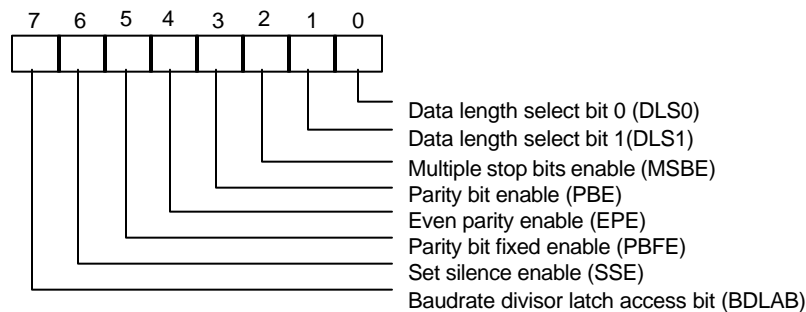 7 6 5 4 3 2 1 0
Data length select bit 0 (DLS0)
Data length select bit 1(DLS1)
Multiple stop bits enable (MSBE)
Parity bit enable (PBE)
Even parity enable (EPE)
Parity bit fixed enable (PBFE)
Set silence enable (SSE)
Baudrate divisor latch access bit (BDLAB)